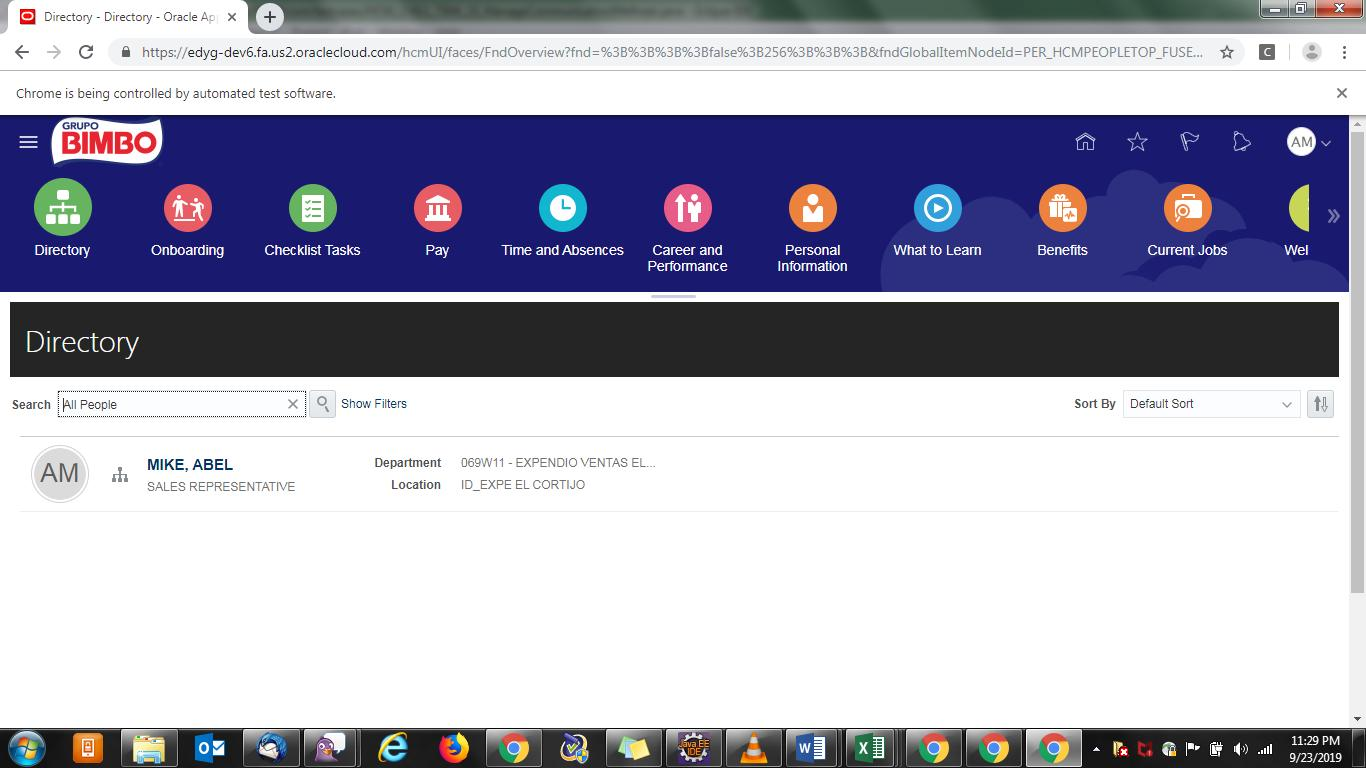 Directory - Directory - Oracle Ap
https://edyg-dev6.fa.us2.oraclecloud.com/hcmUI/faces/FndOverview?fnd=%3B%3B%3B%3Bfalse%3B256%3B%3B%3B&fndGlobalItemNodeId=PER_HCMPEOPLETOP_FUSE...
C
Chrome is being controlled by automated test software.
GRUPO
BIMBO
AM
Directory
Onboarding
Checklist Tasks
Pay
Time and Absences
Career and
Performance
Personal
Information
What to Learn
Benefits
Current Jobs
Wel
Directory
Search All People Show Filters Sort By Default Sort
AM
MIKE, ABEL Department 069W11 - EXPENDIO VENTAS EL...
SALES REPRESENTATIVE Location ID_EXPE EL CORTIJO
Java EE
IDE
11:29 PM
9/23/2019